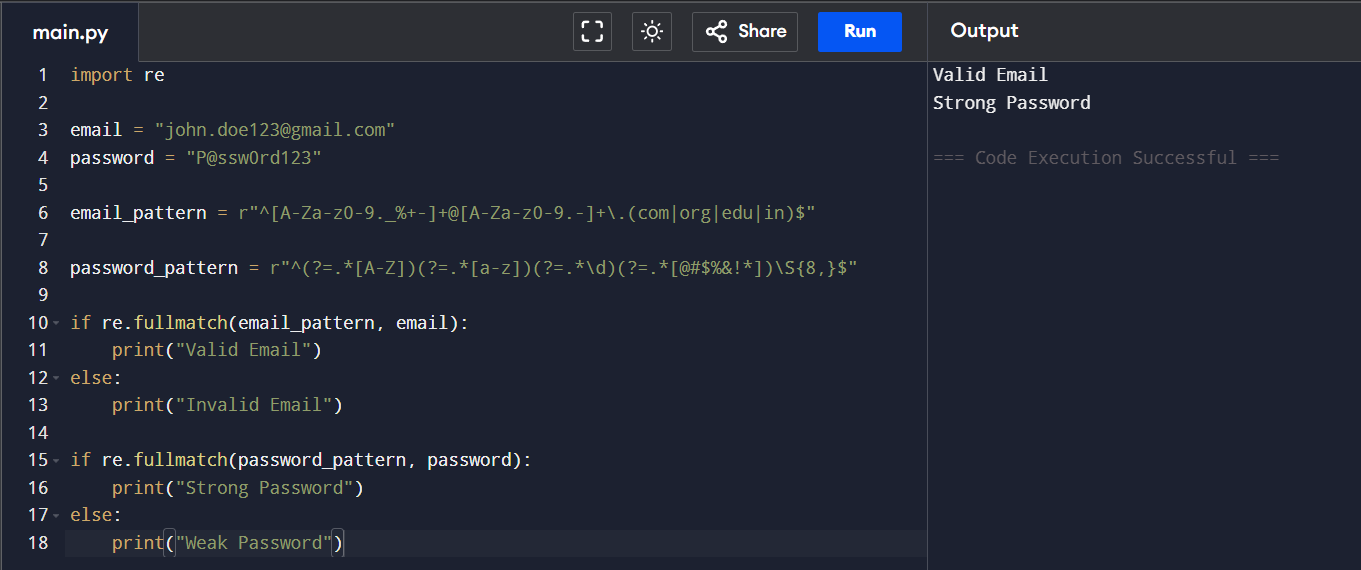 main.py
Share
Run
Output
1 import re
2
3 email = "john.doe123@gmail.com"
4 password = "P@ssw0rd123"
5
6 email_pattern = r"^[A-Za-z0-9._%+-]+@[A-Za-z0-9.-]+\.(com|org|edu|in)$"
7
8 password_pattern = r"^(?=.*[A-Z])(?=.*[a-z])(?=.*\d)(?=.*[@#$%&!*])\S{8,}$"
9
10 if re.fullmatch(email_pattern, email):
11     print("Valid Email")
12 else:
13     print("Invalid Email")
14
15 if re.fullmatch(password_pattern, password):
16     print("Strong Password")
17 else:
18     print("Weak Password")
Valid Email
Strong Password
=== Code Execution Successful ===